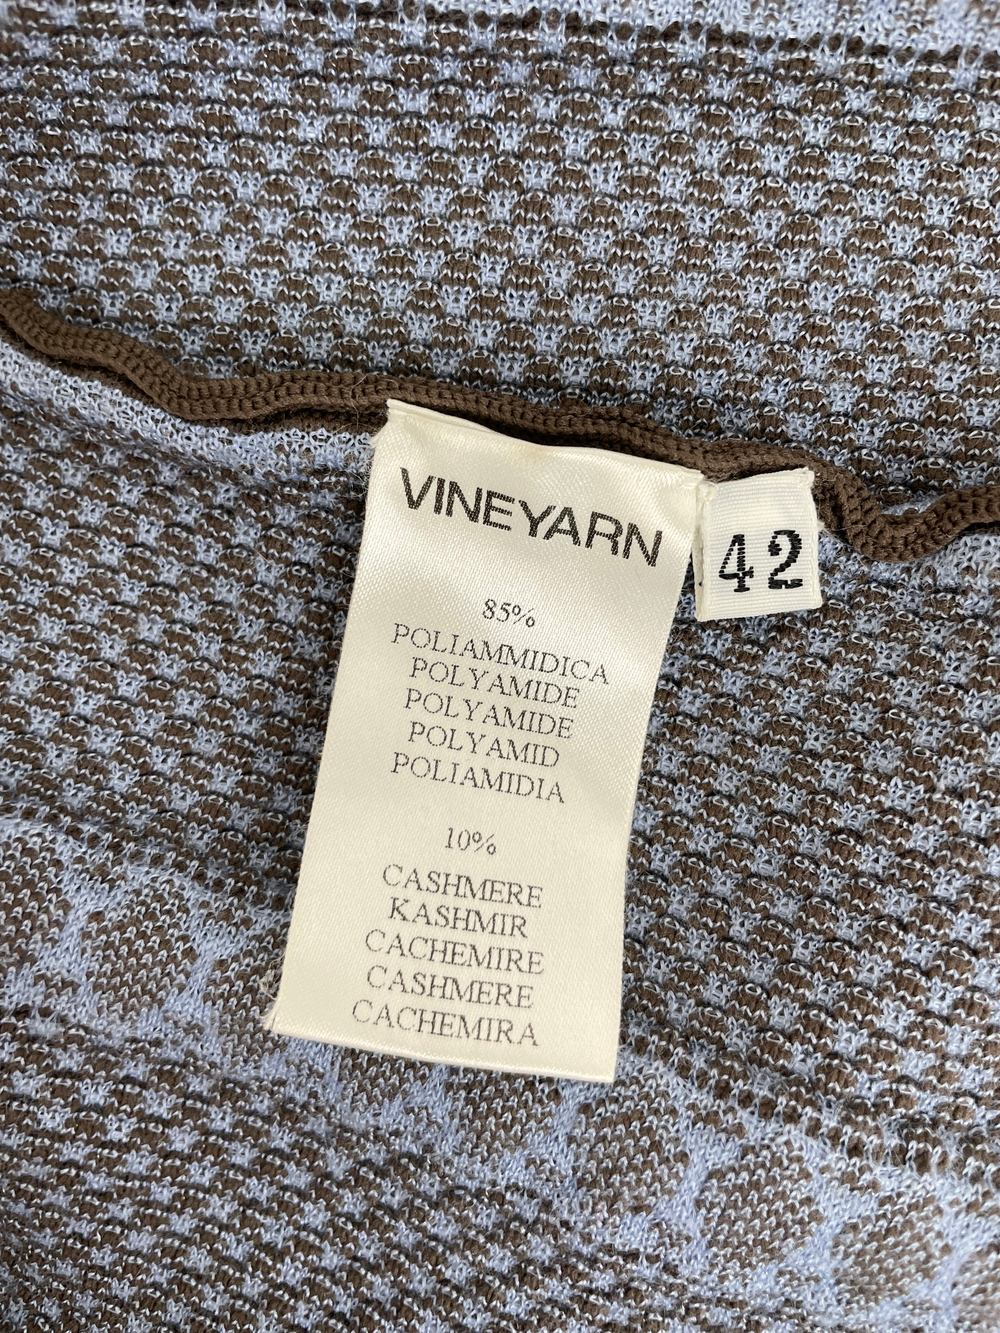 VINEYARN
42
85%
POLIAMMIDICA
POLYAMIDE
POLYAMIDE
POLYAMID
POLIAMIDIA
10%
CASHMERE
KASHMIR
CACHEMIRE
CASHMERE
CACHEMIRA